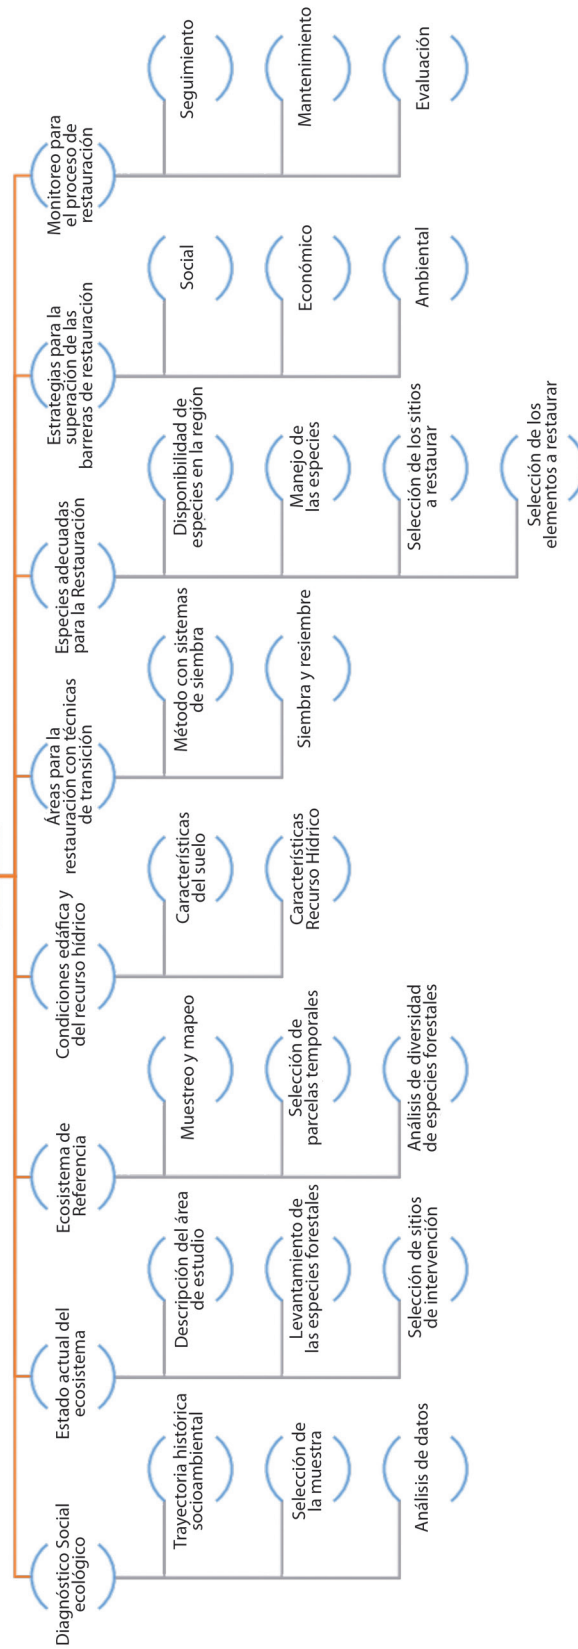 Diagnóstico Social
ecológico
Trayectoria histórica
socioambiental
Selección de
la muestra
Análisis de datos
Estado actual del
ecosistema
Descripción del área
de estudio
Levantamiento de
las especies forestales
Selección de sitios
de intervención
Ecosistema de
Referencia
Muestreo y mapeo
Selección de
parcelas temporales
Análisis de diversidad
de especies forestales
Condiciones edáfica y
del recurso hídrico
Características
del suelo
Características
Recurso Hídrico
Áreas para la
restauración con técnicas
de transición
Método con sistemas
de siembra
Siembra y resiembre
Especies adecuadas
para la Restauración
Disponibilidad de
especies en la región
Manejo de
las especies
Selección de los sitios
a restaurar
Selección de los
elementos a restaurar
Estrategias para la
superación de las
barreras de restauración
Social
Económico
Ambiental
Monitoreo para
el proceso de
restauración
Seguimiento
Mantenimiento
Evaluación